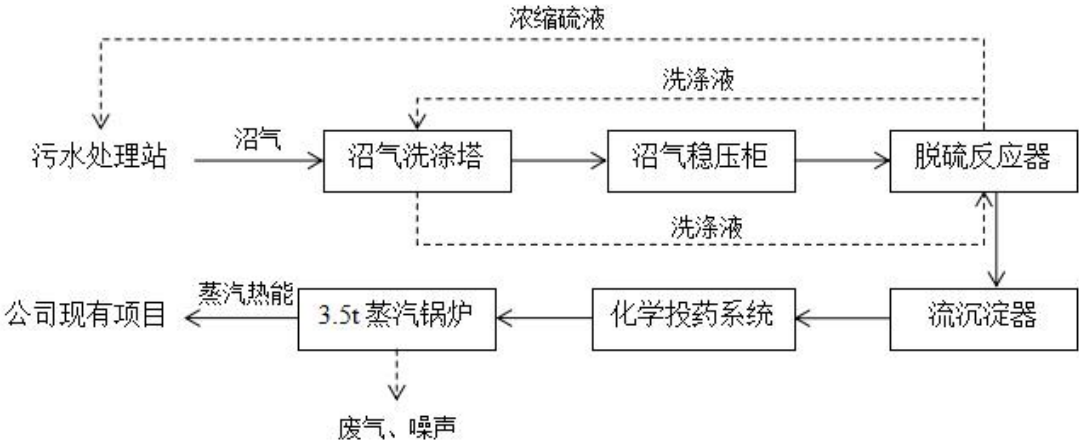 浓缩硫液
洗涤液
污水处理站
沼气
沼气洗涤塔
沼气稳压柜
脱硫反应器
洗涤液
公司现有项目
蒸汽热能
3.5t 蒸汽锅炉
化学投药系统
流沉淀器
废气、噪声